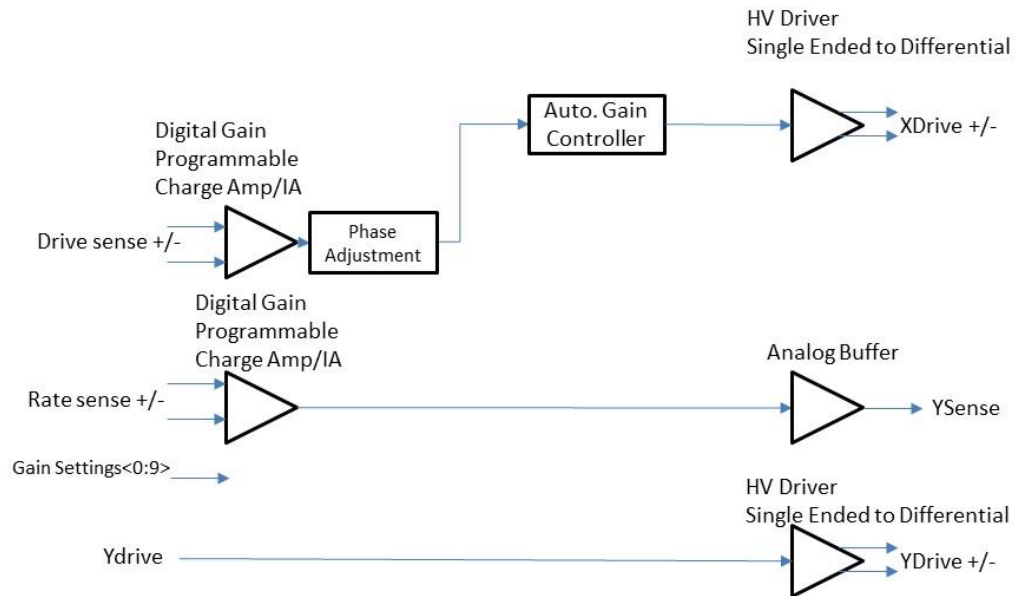 HV Driver
Single Ended to Differential
Auto. Gain
Controller
XDrive +/-
Digital Gain
Programmable
Charge Amp/IA
Phase
Adjustment
Drive sense +/-
Digital Gain
Programmable
Charge Amp/IA
Analog Buffer
Rate sense +/-
YSense
Gain Settings<0:9>
HV Driver
Single Ended to Differential
Ydrive
YDrive +/-